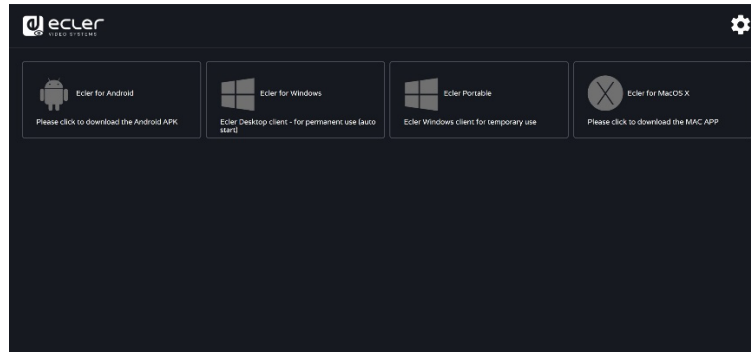 ecler
VIDEO SYSTEMS
Ecler for Android
Please click to download the Android APK
Ecler for Windows
Ecler Desktop client - for permanent use (auto
start)
Ecler Portable
Ecler Windows client for temporary use
Ecler for MacOS X
Please click to download the MAC APP